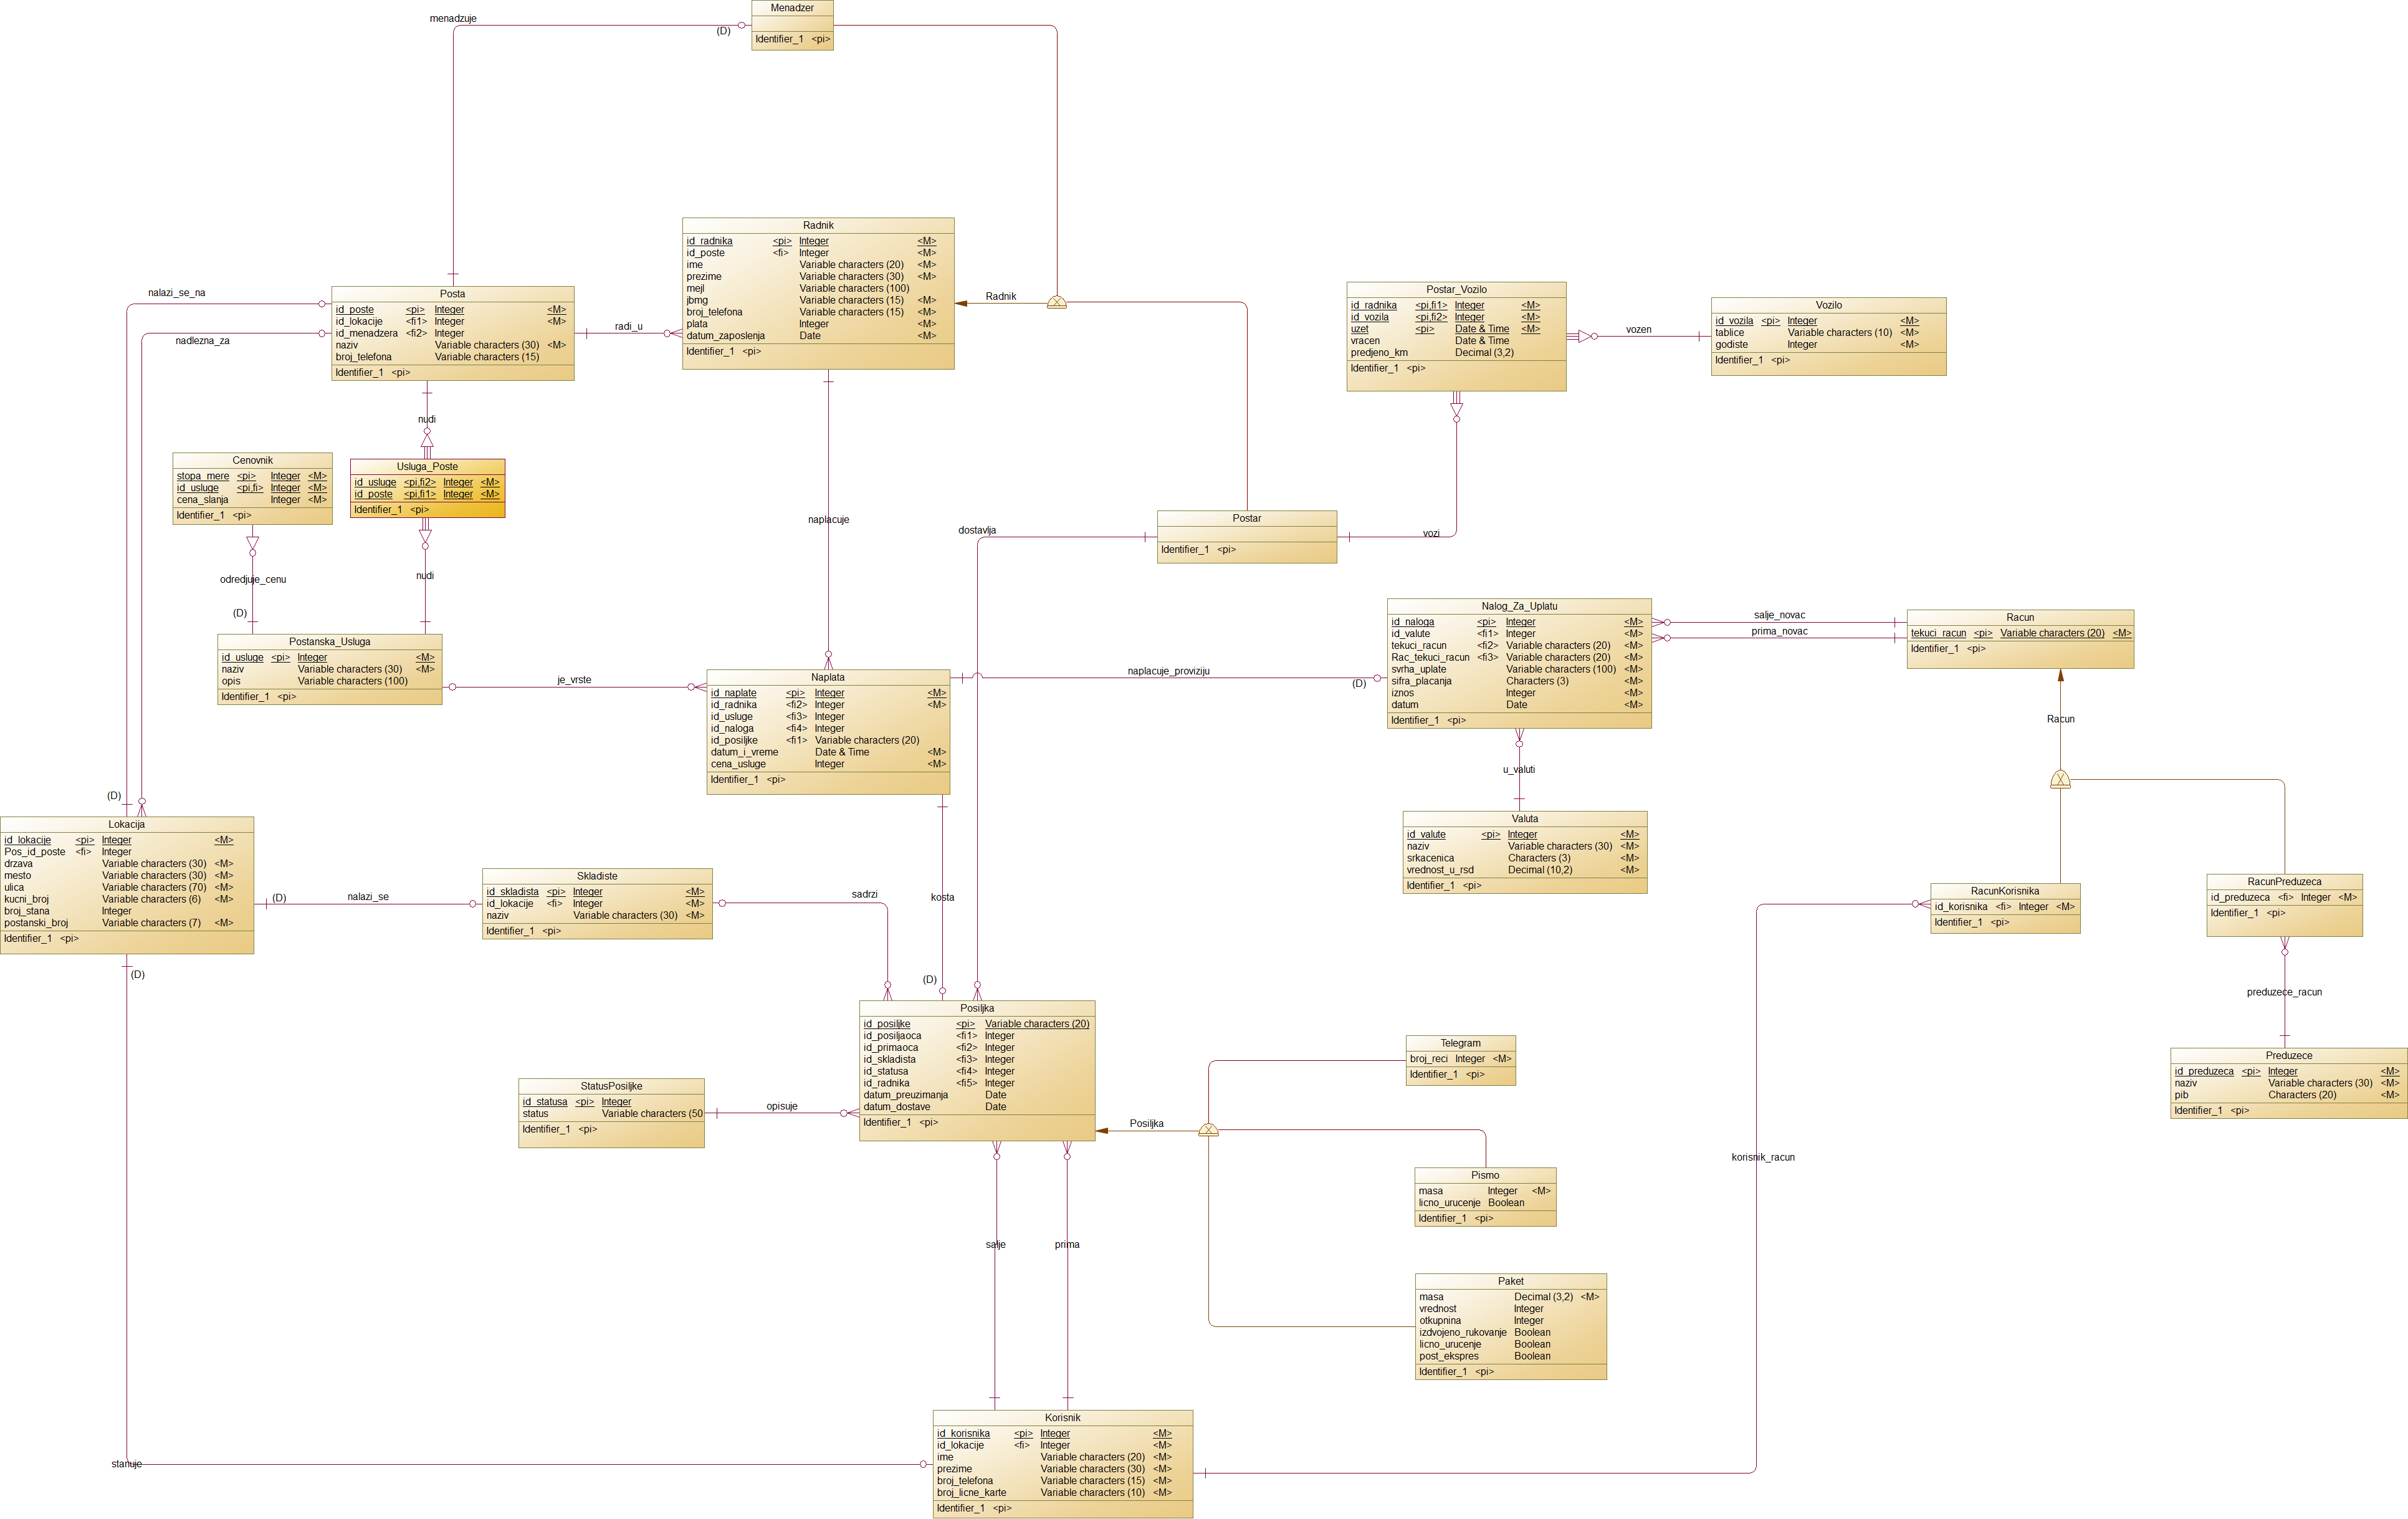 Menadzer
Identifier_1 <pi>
menadzuje
(D)
Radnik
id_radnika <pi> Integer <M>
id_poste <fi> Integer <M>
ime Variable characters (20) <M>
prezime Variable characters (30) <M>
mejl Variable characters (100)
jbmg Variable characters (15) <M>
broj_telefona Variable characters (15) <M>
plata Integer <M>
datum_zaposlenja Date <M>
Identifier_1 <pi>
Radnik
Posta
id_poste <pi> Integer <M>
id_lokacije <fi1> Integer <M>
id_menadzera <fi2> Integer
naziv Variable characters (30) <M>
broj_telefona Variable characters (15)
Identifier_1 <pi>
nalazi_se_na
nadlezna_za
radi_u
Postar_Vozilo
id_radnika <pi,fi1> Integer <M>
id_vozila <pi,fi2> Integer <M>
uzet <pi> Date & Time <M>
vracen Date & Time
predjeno_km Decimal (3,2)
Identifier_1 <pi>
vozen
Vozilo
id_vozila <pi> Integer <M>
tablice Variable characters (10) <M>
godiste Integer <M>
Identifier_1 <pi>
nudi
Cenovnik
stopa_mere <pi> Integer <M>
id_usluge <pi,fi> Integer <M>
cena_slanja Integer <M>
Identifier_1 <pi>
Usluga_Poste
id_usluge <pi,fi2> Integer <M>
id_poste <pi,fi1> Integer <M>
Identifier_1 <pi>
naplacuje
dostavlja
Postar
Identifier_1 <pi>
vozi
odredjuje_cenu
(D)
nudi
Postanska_Usluga
id_usluge <pi> Integer <M>
naziv Variable characters (30) <M>
opis Variable characters (100)
Identifier_1 <pi>
je_vrste
Naplata
id_naplate <pi> Integer <M>
id_radnika <fi2> Integer <M>
id_usluge <fi3> Integer
id_naloga <fi4> Integer
id_posiljke <fi1> Variable characters (20)
datum_i_vreme Date & Time <M>
cena_usluge Integer <M>
Identifier_1 <pi>
naplacuje_proviziju
(D)
Nalog_Za_Uplatu
id_naloga <pi> Integer <M>
id_valute <fi1> Integer <M>
tekuci_racun <fi2> Variable characters (20) <M>
Rac_tekuci_racun <fi3> Variable characters (20) <M>
svrha_uplate Variable characters (100) <M>
sifra_placanja Characters (3) <M>
iznos Integer <M>
datum Date <M>
Identifier_1 <pi>
salje_novac
prima_novac
Racun
tekuci_racun <pi> Variable characters (20) <M>
Identifier_1 <pi>
Racun
u_valuti
Valuta
id_valute <pi> Integer <M>
naziv Variable characters (30) <M>
srkacenica Characters (3) <M>
vrednost_u_rsd Decimal (10,2) <M>
Identifier_1 <pi>
(D)
Lokacija
id_lokacije <pi> Integer <M>
Pos_id_poste <fi> Integer
drzava Variable characters (30) <M>
mesto Variable characters (30) <M>
ulica Variable characters (70) <M>
kucni_broj Variable characters (6) <M>
broj_stana Integer
postanski_broj Variable characters (7) <M>
Identifier_1 <pi>
(D)
nalazi_se
Skladiste
id_skladista <pi> Integer <M>
id_lokacije <fi> Integer <M>
naziv Variable characters (30) <M>
Identifier_1 <pi>
sadrzi
kosta
(D)
RacunKorisnika
id_korisnika <fi> Integer <M>
Identifier_1 <pi>
RacunPreduzeca
id_preduzeca <fi> Integer <M>
Identifier_1 <pi>
preduzece_racun
Preduzece
id_preduzeca <pi> Integer <M>
naziv Variable characters (30) <M>
pib Characters (20) <M>
Identifier_1 <pi>
(D)
Posiljka
id_posiljke <pi> Variable characters (20)
id_posiljaoca <fi1> Integer
id_primaoca <fi2> Integer
id_skladista <fi3> Integer
id_statusa <fi4> Integer
id_radnika <fi5> Integer
datum_preuzimanja Date
datum_dostave Date
Identifier_1 <pi>
StatusPosiljke
id_statusa <pi> Integer
status Variable characters (50
Identifier_1 <pi>
opisuje
Posiljka
Telegram
broj_reci Integer <M>
Identifier_1 <pi>
Pismo
masa Integer <M>
licno_urucenje Boolean
Identifier_1 <pi>
korisnik_racun
salje
prima
Paket
masa Decimal (3,2) <M>
vrednost Integer
otkupnina Integer
izdvojeno_rukovanje Boolean
licno_urucenje Boolean
post_ekspres Boolean
Identifier_1 <pi>
stanuje
Korisnik
id_korisnika <pi> Integer <M>
id_lokacije <fi> Integer <M>
ime Variable characters (20) <M>
prezime Variable characters (30) <M>
broj_telefona Variable characters (15) <M>
broj_licne_karte Variable characters (10) <M>
Identifier_1 <pi>